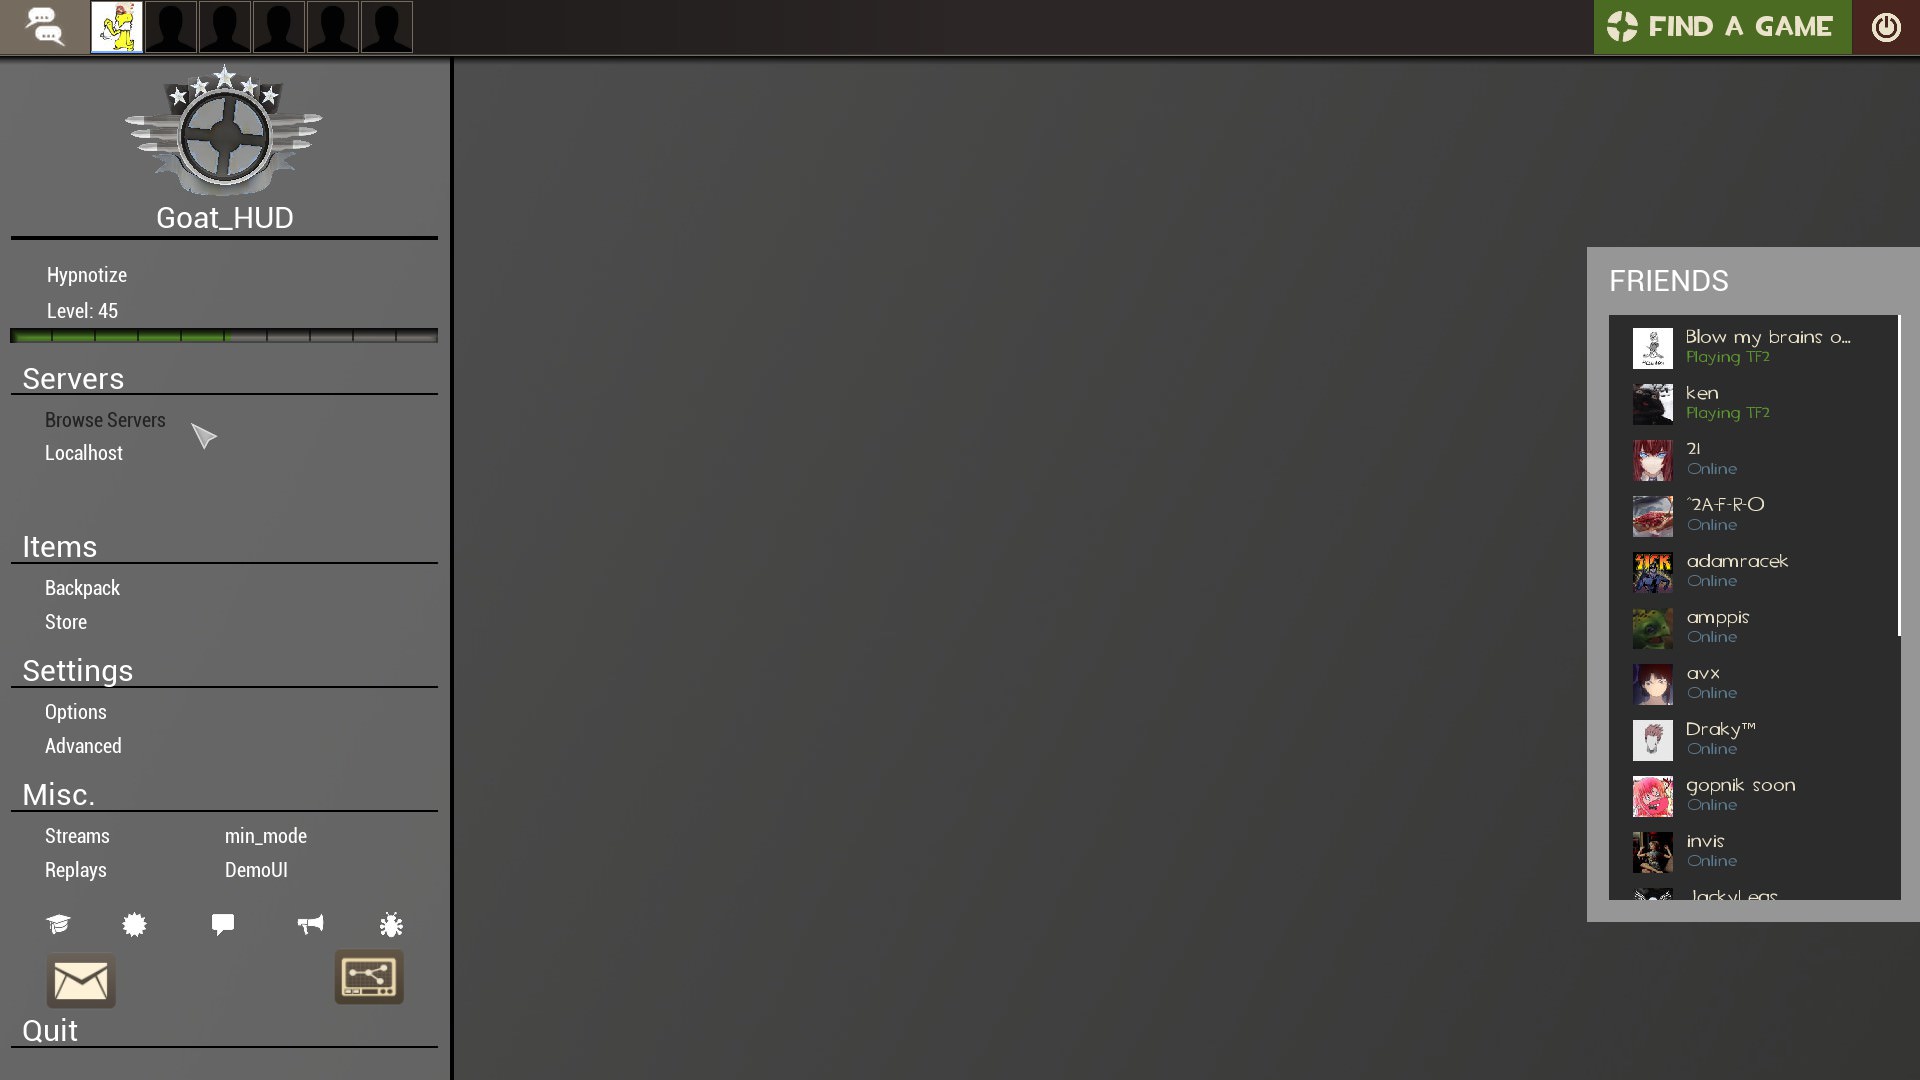 FIND A GAME
Goat_HUD
Hypnotize
Level: 45
Servers
Browse Servers
Localhost
Items
Backpack
Store
Settings
Options
Advanced
Misc.
Streams
min_mode
Replays
DemoUI
Quit
FRIENDS
Blow my brains o...
Playing TF2
ken
Playing TF2
21
Online
^2A-F-R-O
Online
adamracek
Online
amppis
Online
avx
Online
Draky™
Online
gopnik soon
Online
invis
Online
JackyLegs